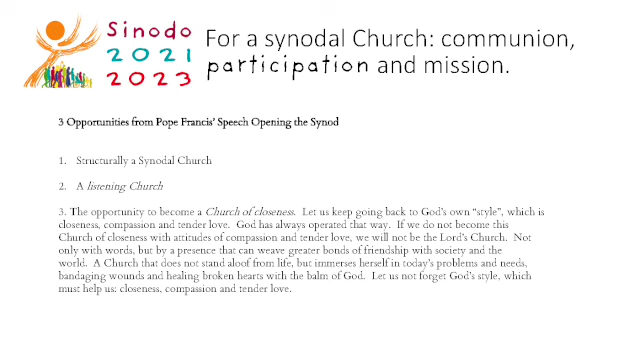 Sinodo
2021
2023
For a synodal Church: communion,
participation and mission.
3 Opportunities from Pope Francis' Speech Opening the Synod
1. Structurally a Synodal Church
2. A listening Church
3. The opportunity to become a Church of closeness. Let us keep going back to God's own “style”, which is
closeness, compassion and tender love. God has always operated that way. If we do not become this
Church of closeness with attitudes of compassion and tender love, we will not be the Lord's Church. Not
only with words, but by a presence that can weave greater bonds of friendship with society and the
world. A Church that does not stand aloof from life, but immerses herself in today's problems and needs,
bandaging wounds and healing broken hearts with the balm of God. Let us not forget God's style, which
must help us: closeness, compassion and tender love.